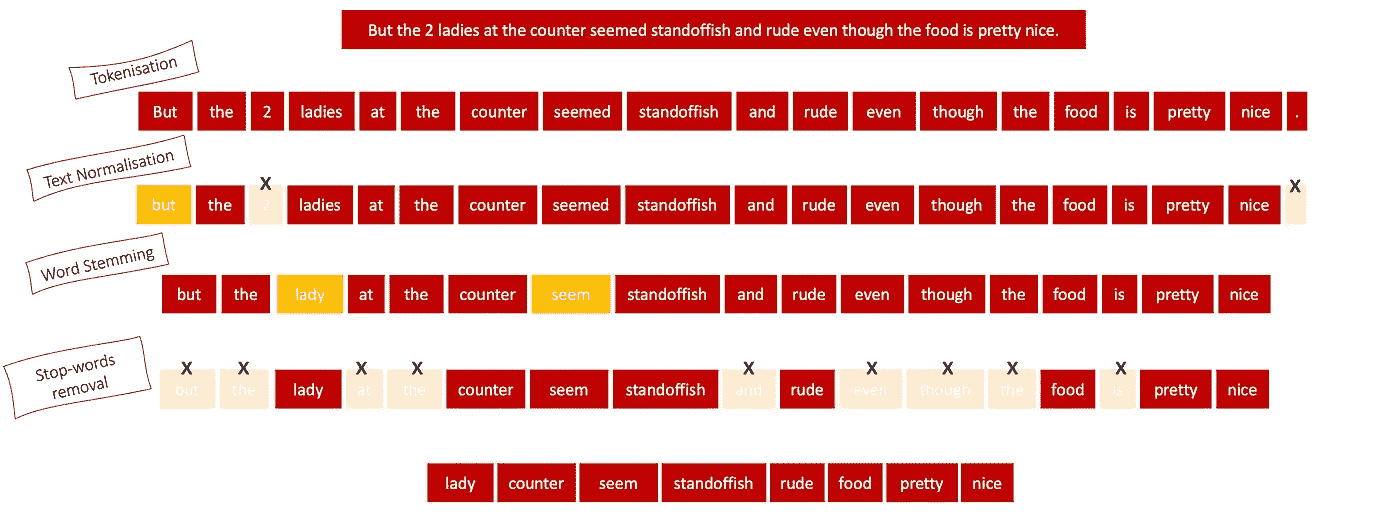 But the 2 ladies at the counter seemed standoffish and rude even though the food is pretty nice.
Tokenisation
But the 2 ladies at the counter seemed standoffish and rude even though the food is pretty nice .
Text Normalisation
X X
but the 2 ladies at the counter seemed standoffish and rude even though the food is pretty nice
Word Stemming
but the lady at the counter seem standoffish and rude even though the food is pretty nice
Stop-words
removal
X X X X X X X X X
but the lady at the counter seem standoffish and rude even though the food is pretty nice
lady counter seem standoffish rude food pretty nice